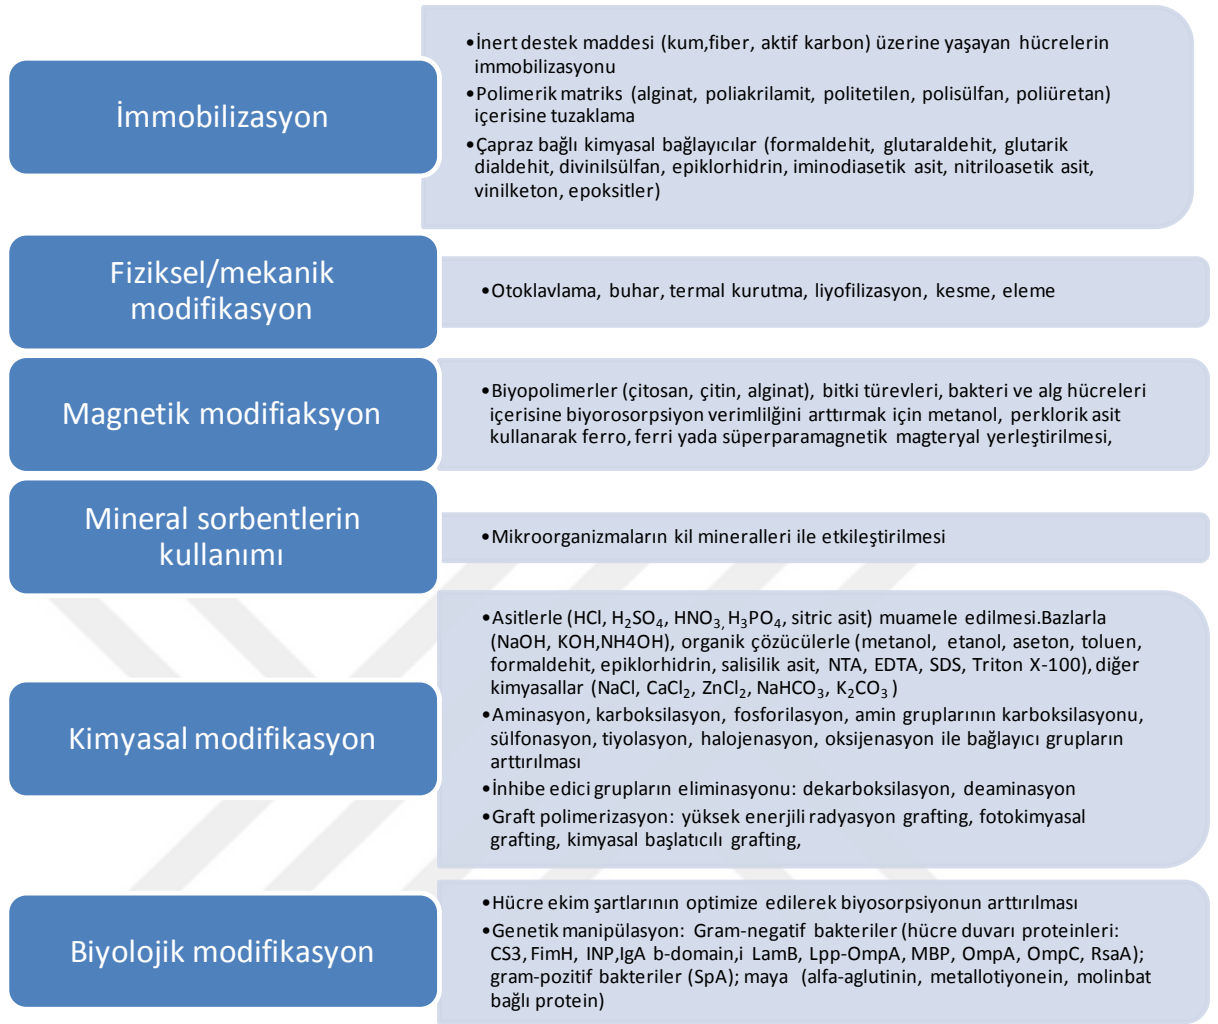 İmmobilizasyon
•İnert destek maddesi (kum,fiber, aktif karbon) üzerine yaşayan hücrelerin
immobilizasyonu
•Polimerik matriks (alginat, poliakrilamit, politetilen, polisülfan, poliüretan)
içerisine tuzaklama
•Çapraz bağlı kimyasal bağlayıcılar (formaldehit, glutaraldehit, glutarik
dialdehit, divinilsülfan, epiklorhidrin, iminodiasetik asit, nitriloasetik asit,
vinilketon, epoksitler)
Fiziksel/mekanik
modifikasyon
•Otoklavlama, buhar, termal kurutma, liyofilizasyon, kesme, eleme
Magnetik modifiaksyon
•Biyopolimerler (çitosan, çitin, alginat), bitki türevleri, bakteri ve alg hücreleri
içerisine biyorosorpsiyon verimlilğini arttırmak için metanol, perklorik asit
kullanarak ferro, ferri yada süperparamagnetik magteryal yerleştirilmesi,
Mineral sorbentlerin
kullanımı
•Mikroorganizmaların kil mineralleri ile etkileştirilmesi
Kimyasal modifikasyon
•Asitlerle (HCl, H₂SO₄, HNO₃, H₃PO₄, sitric asit) muamele edilmesi.Bazlarla
(NaOH, KOH,NH4OH), organik çözücülerle (metanol, etanol, aseton, toluen,
formaldehit, epiklorhidrin, salisilik asit, NTA, EDTA, SDS, Triton X-100), diğer
kimyasallar (NaCl, CaCl₂, ZnCl₂, NaHCO₃, K₂CO₃ )
•Aminasyon, karboksilasyon, fosforilasyon, amin gruplarının karboksilasyonu,
sülfonasyon, tiyolasyon, halojenasyon, oksijenasyon ile bağlayıcı grupların
arttırılması
•İnhibe edici grupların eliminasyonu: dekarboksilasyon, deaminasyon
•Graft polimerizasyon: yüksek enerjili radyasyon grafting, fotokimyasal
grafting, kimyasal başlatıcılı grafting,
Biyolojik modifikasyon
•Hücre ekim şartlarının optimize edilerek biyosorpsiyonun arttırılması
•Genetik manipülasyon: Gram-negatif bakteriler (hücre duvarı proteinleri:
CS3, FimH, INP,IgA b-domain,i LamB, Lpp-OmpA, MBP, OmpA, OmpC, RsaA);
gram-pozitif bakteriler (SpA); maya (alfa-aglutinin, metallotiyonein, molinbat
bağlı protein)